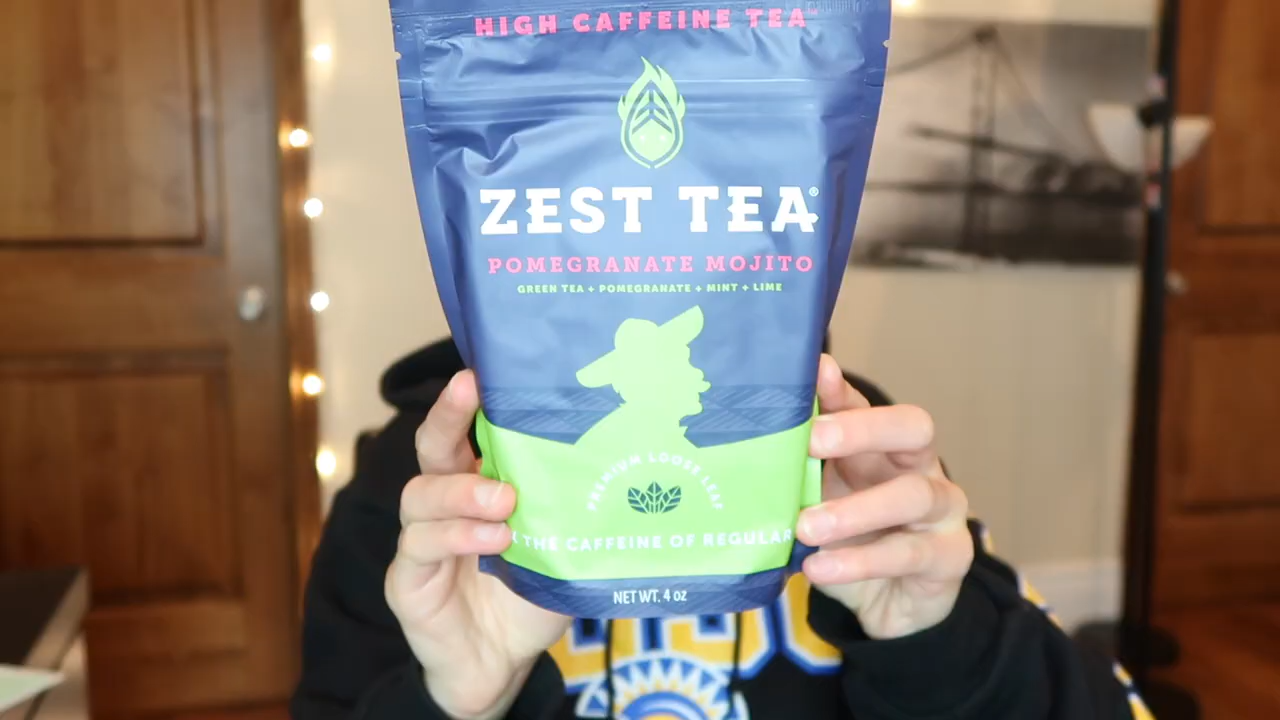 HIGH CAFFEINE TEA
ZEST TEA®
POMEGRANATE MOJITO
GREEN TEA + POMEGRANATE + MINT + LIME
PREMIUM LOOSE LEAF
THE CAFFEINE OF REGULAR
NET WT. 4 oz